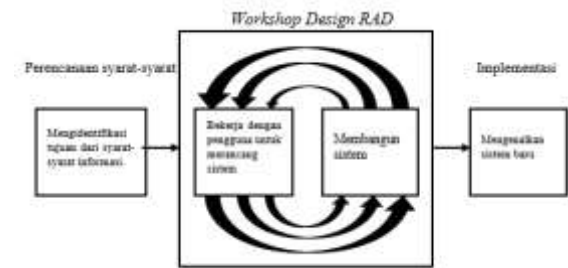 Workshop Design RAD
Perencanaan syarat-syarat
Implementasi
Mengidentifikasi
tujuan dari syarat-
syarat informasi.
Bekerja dengan
pengguna untuk
merancang
sistem
Membangun
sistem
Mengenalkan
sistem baru